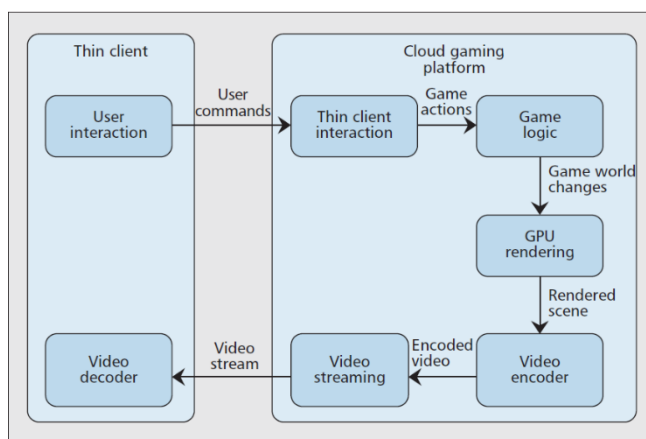 Thin client
Cloud gaming
platform
User
interaction
User
commands
Thin client
interaction
Game
actions
Game
logic
Game world
changes
GPU
rendering
Rendered
scene
Video
decoder
Video
stream
Video
streaming
Encoded
video
Video
encoder